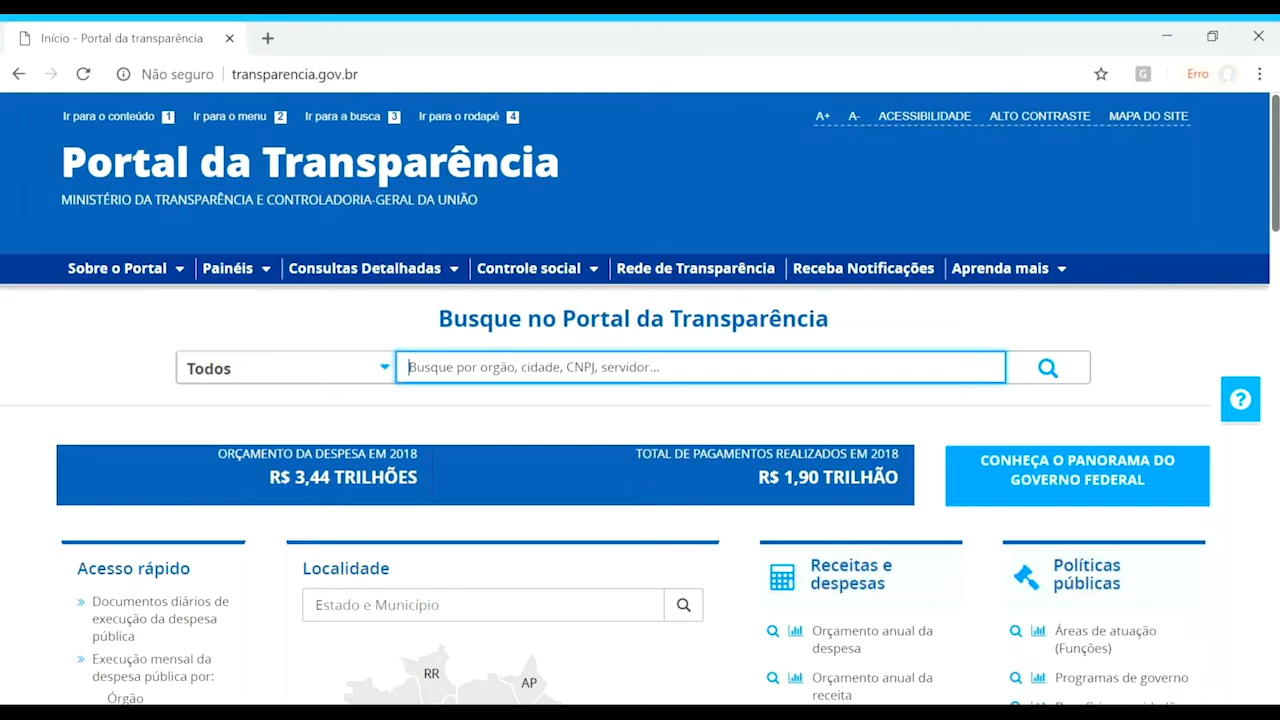 Início - Portal da transparência
Não seguro
transparencia.gov.br
G
Erro
Ir para o conteúdo 1
Ir para o menu 2
Ir para a busca 3
Ir para o rodapé 4
A+
A-
ACESSIBILIDADE
ALTO CONTRASTE
MAPA DO SITE
Portal da Transparência
MINISTÉRIO DA TRANSPARÊNCIA E CONTROLADORIA-GERAL DA UNIÃO
Sobre o Portal
Painéis
Consultas Detalhadas
Controle social
Rede de Transparência
Receba Notificações
Aprenda mais
Busque no Portal da Transparência
Todos
Busque por orgão, cidade, CNPJ, servidor...
?
ORÇAMENTO DA DESPESA EM 2018
R$ 3,44 TRILHÕES
TOTAL DE PAGAMENTOS REALIZADOS EM 2018
R$ 1,90 TRILHÃO
CONHEÇA O PANORAMA DO
GOVERNO FEDERAL
Acesso rápido
» Documentos diários de
execução da despesa
pública
» Execução mensal da
despesa pública por:
Órgão
Localidade
Estado e Município
RR
AP
Receitas e
despesas
Orçamento anual da
despesa
Orçamento anual da
receita
Políticas
públicas
Áreas de atuação
(Funções)
Programas de governo